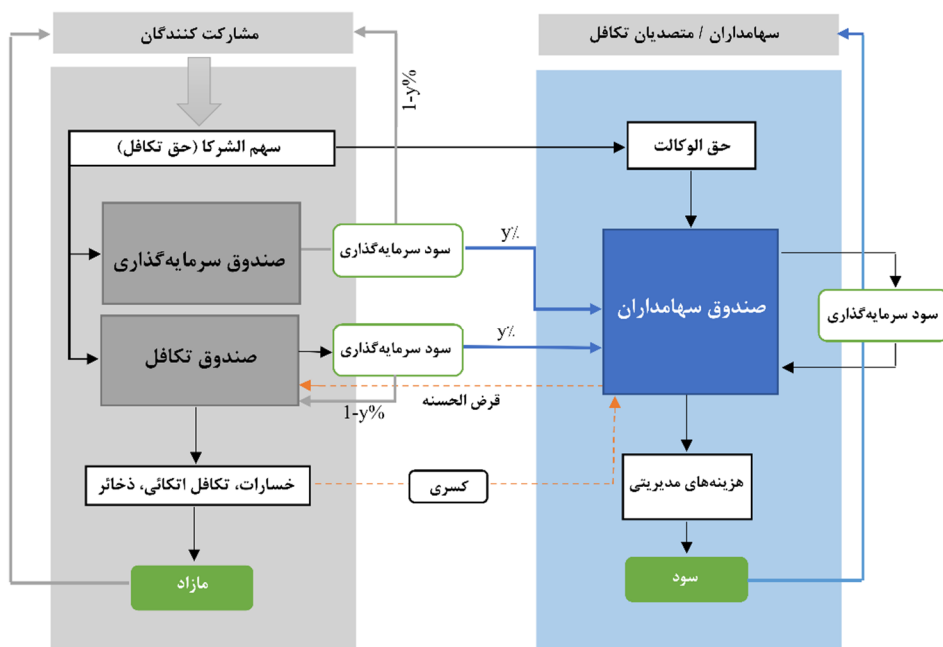 مشارکت کنندگان
سهامداران / متصدیان تکافل
1-y%
سهم الشرکا (حق تکافل)
حق الوکالت
صندوق سرمایه‌گذاری
سود سرمایه‌گذاری
y٪
صندوق سهامداران
سود سرمایه‌گذاری
صندوق تکافل
سود سرمایه‌گذاری
y٪
1-y%
قرض الحسنه
خسارات، تکافل اتکائی، ذخائر
کسری
هزینه‌های مدیریتی
مازاد
سود